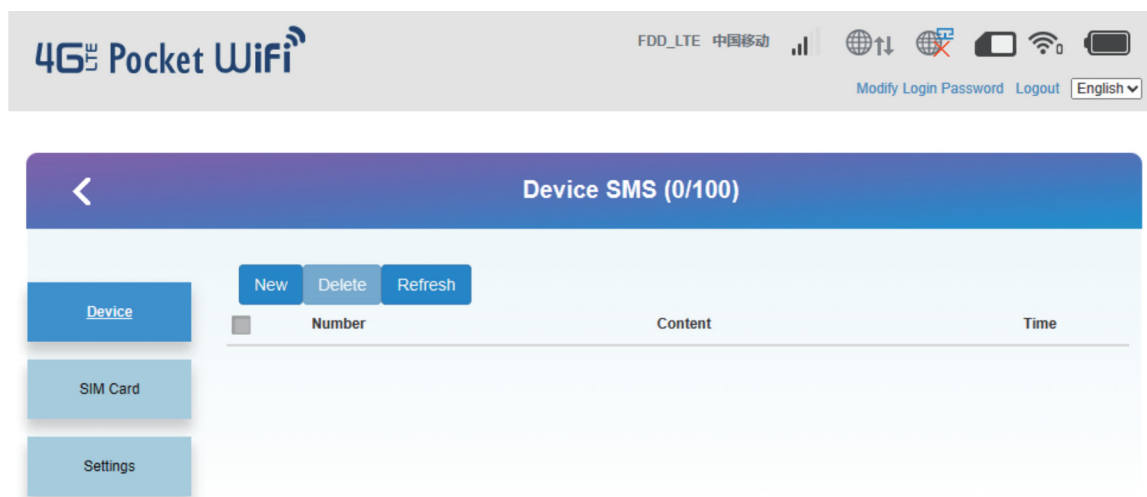 4G LTE Pocket WiFi
FDD_LTE 中国移动
0
Modify Login Password Logout English
Device SMS (0/100)
New Delete Refresh
Device
Number Content Time
SIM Card
Settings